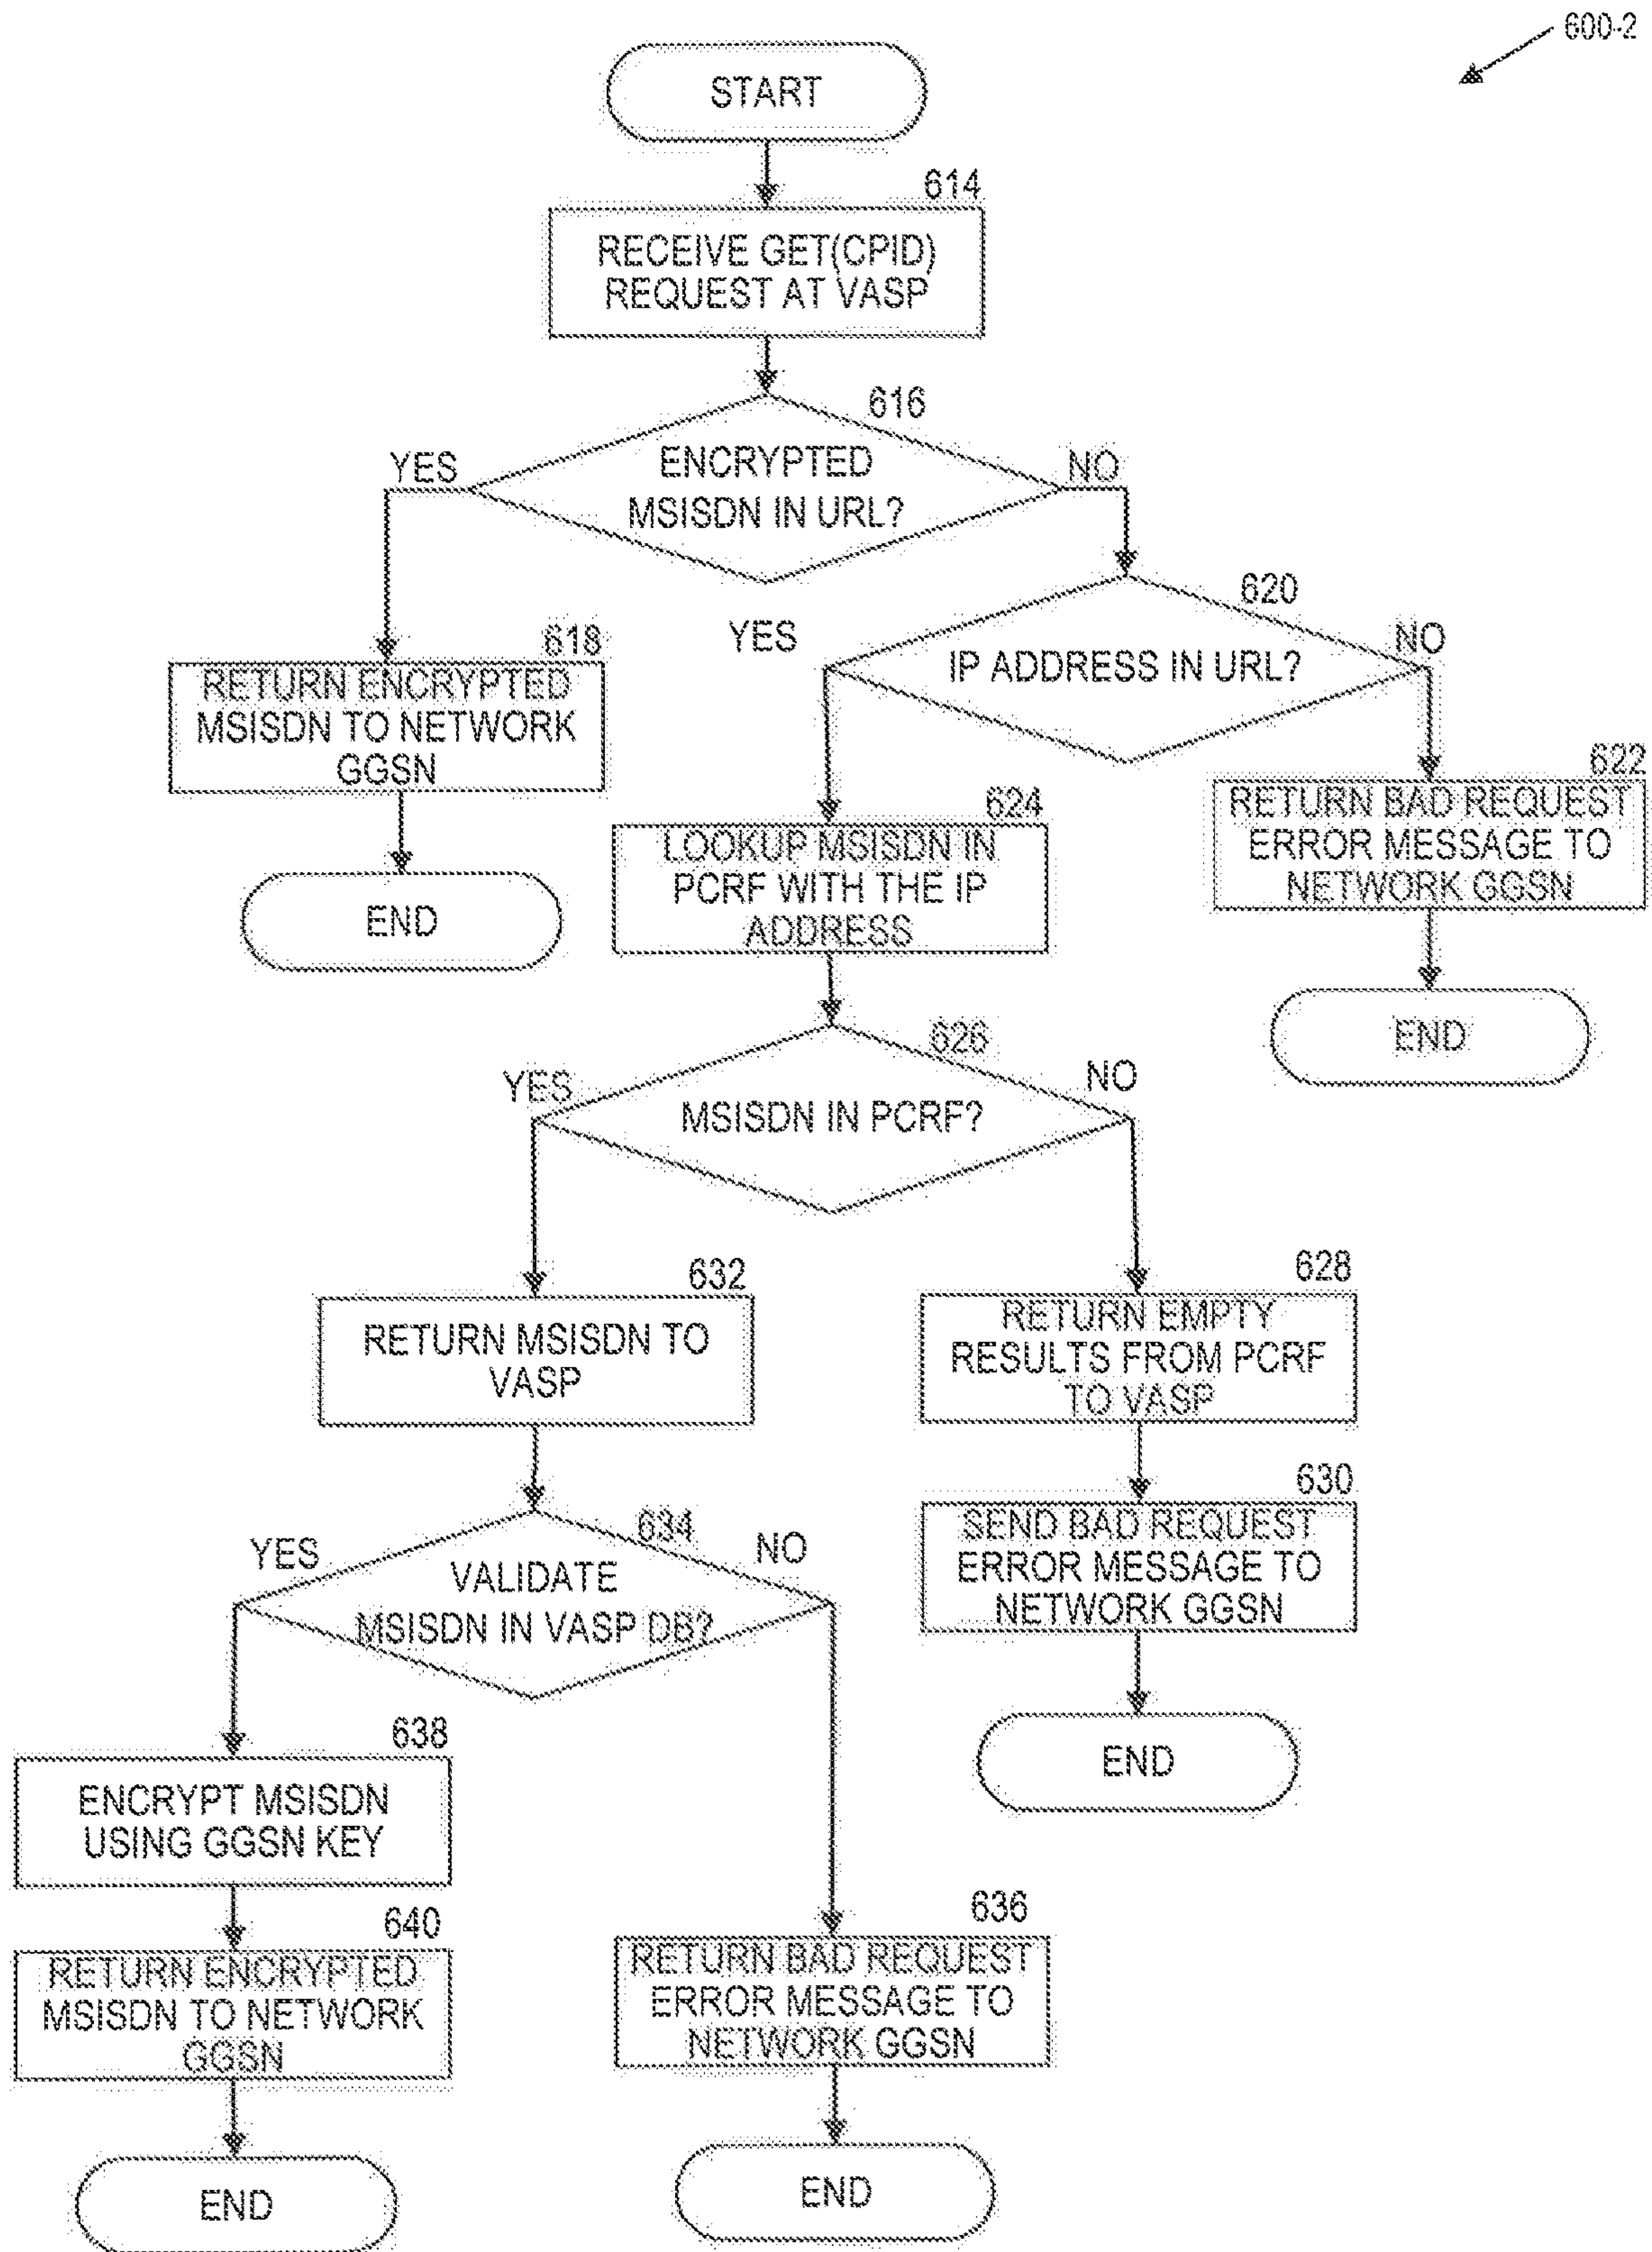 600-2
START
614
RECEIVE GET(CPID)
REQUEST AT VASP
616
YES
ENCRYPTED
MSISDN IN URL?
NO
620
YES
IP ADDRESS IN URL?
NO
618
RETURN ENCRYPTED
MSISDN TO NETWORK
GGSN
END
622
RETURN BAD REQUEST
ERROR MESSAGE TO
NETWORK GGSN
END
624
LOOKUP MSISDN IN
PCRF WITH THE IP
ADDRESS
626
YES
MSISDN IN PCRF?
NO
632
RETURN MSISDN TO
VASP
628
RETURN EMPTY
RESULTS FROM PCRF
TO VASP
630
SEND BAD REQUEST
ERROR MESSAGE TO
NETWORK GGSN
END
634
YES
VALIDATE
MSISDN IN VASP DB?
NO
638
ENCRYPT MSISDN
USING GGSN KEY
640
RETURN ENCRYPTED
MSISDN TO NETWORK
GGSN
END
636
RETURN BAD REQUEST
ERROR MESSAGE TO
NETWORK GGSN
END